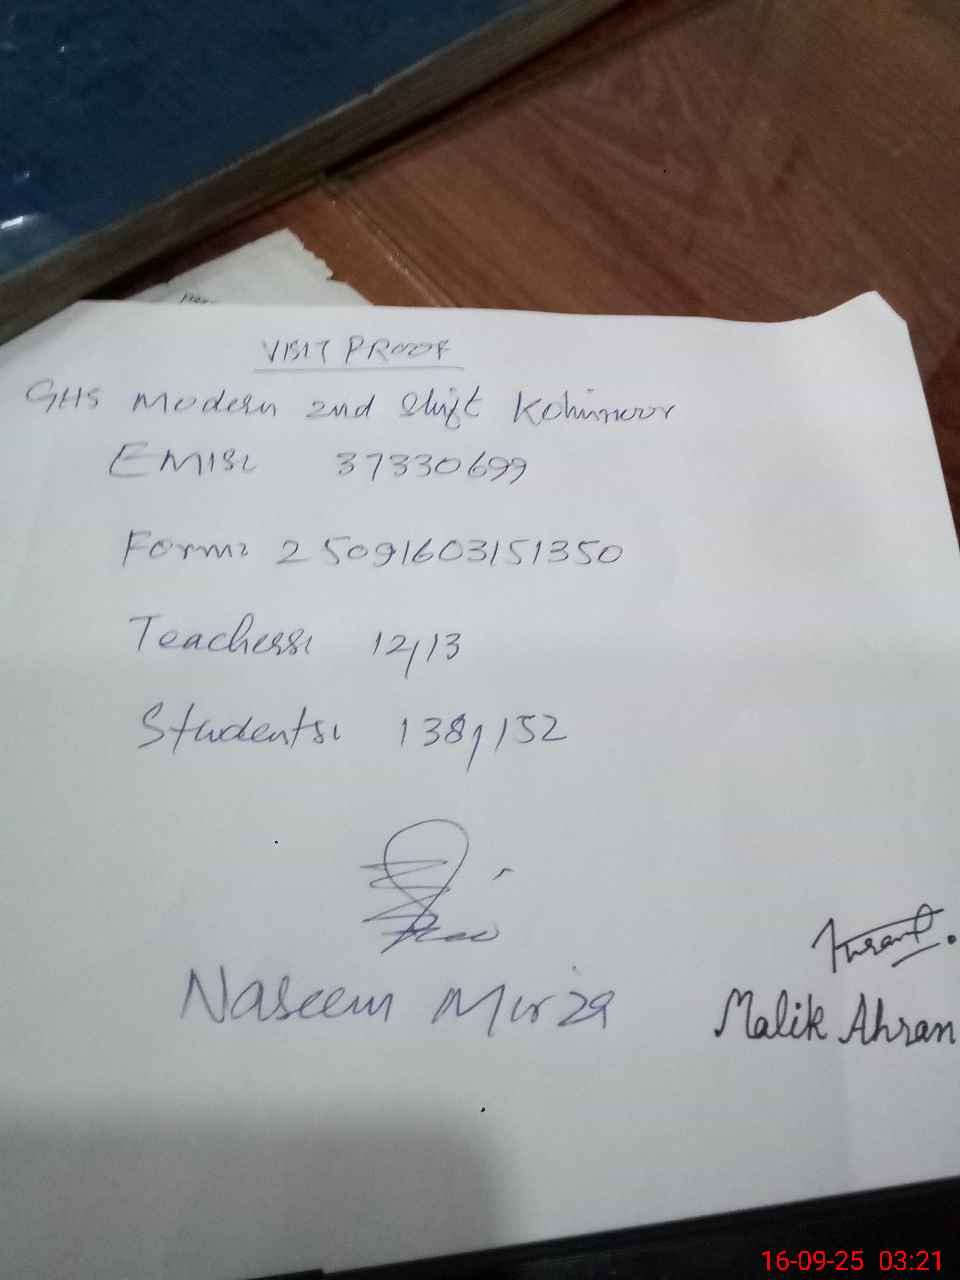 VISIT PROOF
GHS Modern 2nd Shift Kohinoor
EMIS: 37330699
Form: 25091603151350
Teachers: 12/13
Students: 138/152
Naseem Mirza
Malik Ahsan
16-09-25 03:21